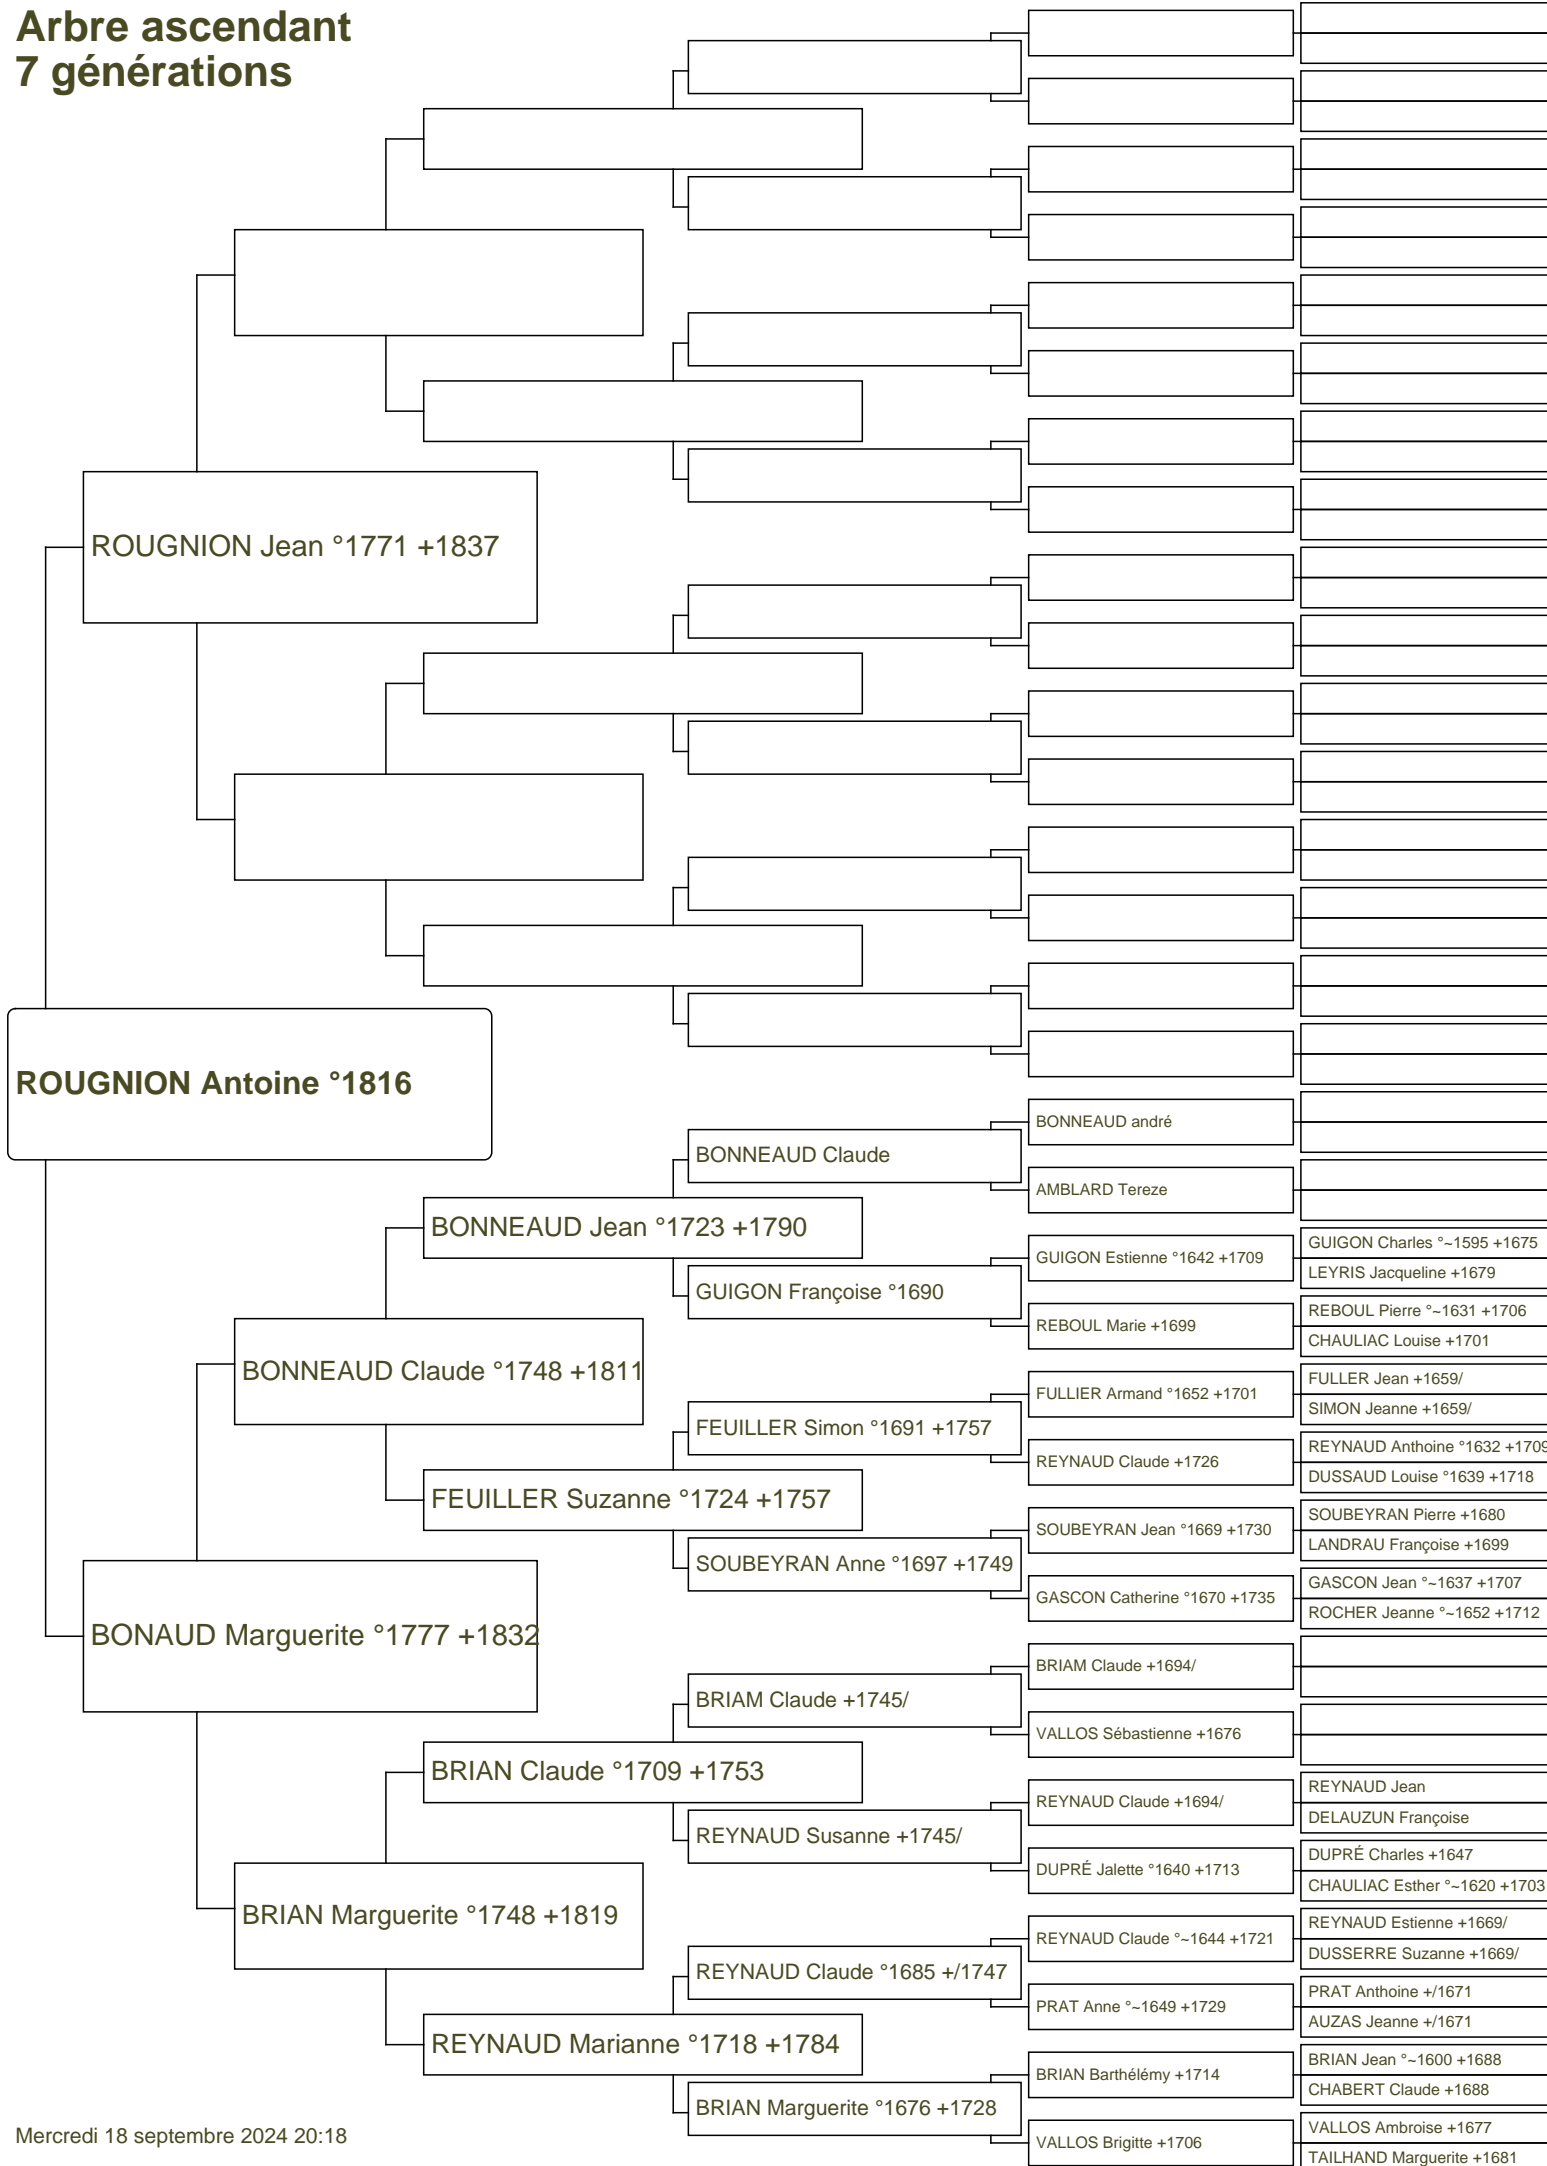 Arbre ascendant
7 générations
ROUGNION Jean °1771 +1837
ROUGNION Antoine °1816
BONNEAUD andré
BONNEAUD Claude
AMBLARD Tereze
BONNEAUD Jean °1723 +1790
GUIGON Charles °~1595 +1675
GUIGON Estienne °1642 +1709
LEYRIS Jacqueline +1679
GUIGON Françoise °1690
REBOUL Pierre °~1631 +1706
REBOUL Marie +1699
CHAULIAC Louise +1701
BONNEAUD Claude °1748 +1811
FULLER Jean +1659/
FULLIER Armand °1652 +1701
SIMON Jeanne +1659/
FEUILLER Simon °1691 +1757
REYNAUD Anthoine °1632 +1709
REYNAUD Claude +1726
DUSSAUD Louise °1639 +1718
FEUILLER Suzanne °1724 +1757
SOUBEYRAN Pierre +1680
SOUBEYRAN Jean °1669 +1730
LANDRAU Françoise +1699
SOUBEYRAN Anne °1697 +1749
GASCON Jean °~1637 +1707
GASCON Catherine °1670 +1735
ROCHER Jeanne °~1652 +1712
BONAUD Marguerite °1777 +1832
BRIAM Claude +1694/
BRIAM Claude +1745/
VALLOS Sébastienne +1676
BRIAN Claude °1709 +1753
REYNAUD Jean
REYNAUD Claude +1694/
DELAUZUN Françoise
REYNAUD Susanne +1745/
DUPRÉ Charles +1647
DUPRÉ Jalette °1640 +1713
CHAULIAC Esther °~1620 +1703
BRIAN Marguerite °1748 +1819
REYNAUD Estienne +1669/
REYNAUD Claude °~1644 +1721
DUSSERRE Suzanne +1669/
REYNAUD Claude °1685 +/1747
PRAT Anthoine +/1671
PRAT Anne °~1649 +1729
AUZAS Jeanne +/1671
REYNAUD Marianne °1718 +1784
BRIAN Jean °~1600 +1688
BRIAN Barthélémy +1714
CHABERT Claude +1688
BRIAN Marguerite °1676 +1728
VALLOS Ambroise +1677
VALLOS Brigitte +1706
TAILHAND Marguerite +1681
Mercredi 18 septembre 2024 20:18